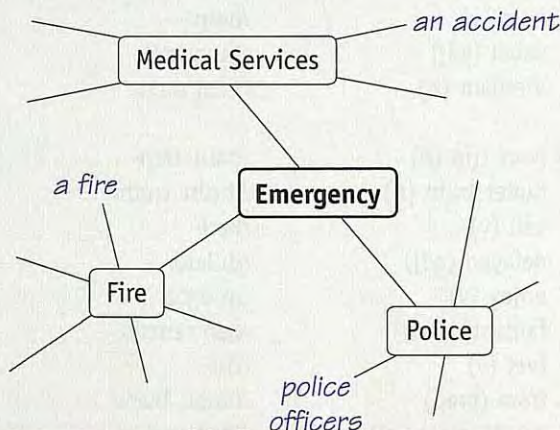 an accident
Medical Services
a fire
Emergency
Fire
Police
police
officers